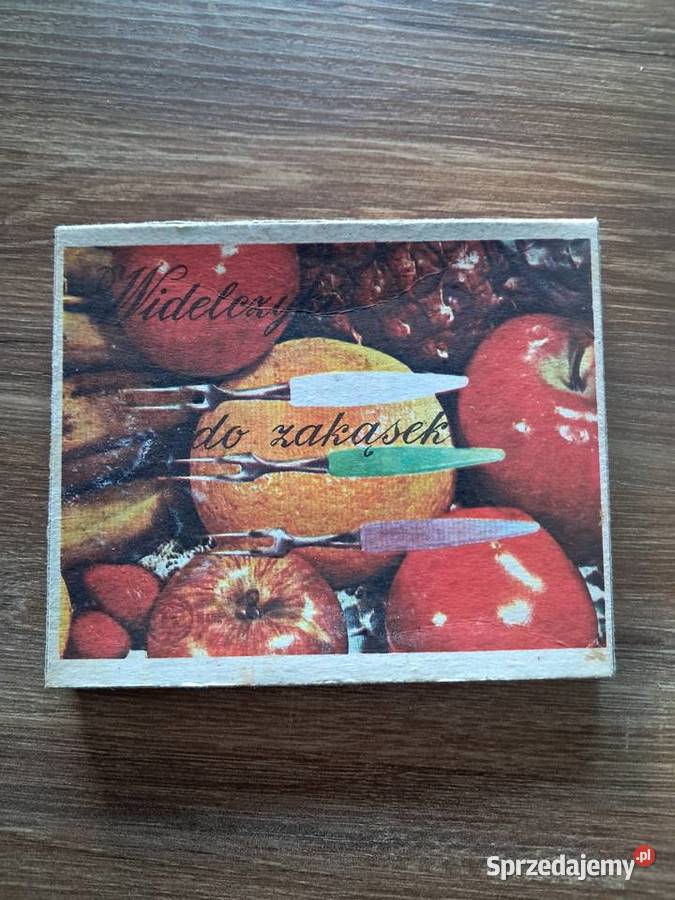 Widelczyki
do zakąsek
Sprzedajemy.pl